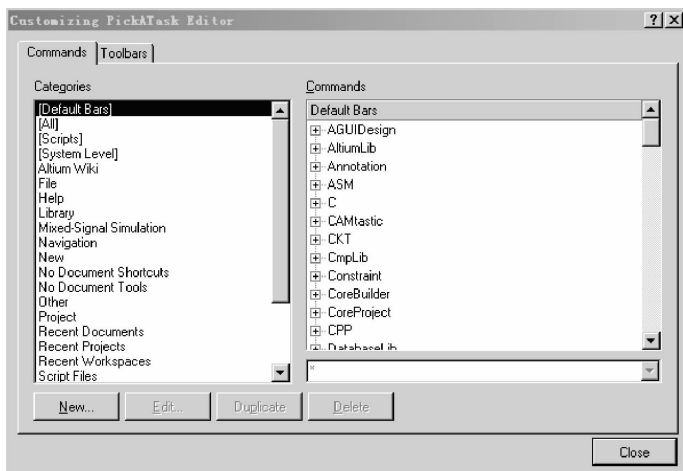 Customizing PickATask Editor
Commands Toolbars
Categories
[Default Bars]
[All]
[Scripts]
[System Level]
Altium Wiki
File
Help
Library
Mixed-Signal Simulation
Navigation
New
No Document Shortcuts
No Document Tools
Other
Project
Recent Documents
Recent Projects
Recent Workspaces
Script Files
Commands
Default Bars
AGUIDesign
AltiumLib
Annotation
ASM
C
CAMtastic
CKT
CmpLib
Constraint
CoreBuilder
CoreProject
CPP
DatabaseLib
*
New... Edit... Duplicate Delete
Close